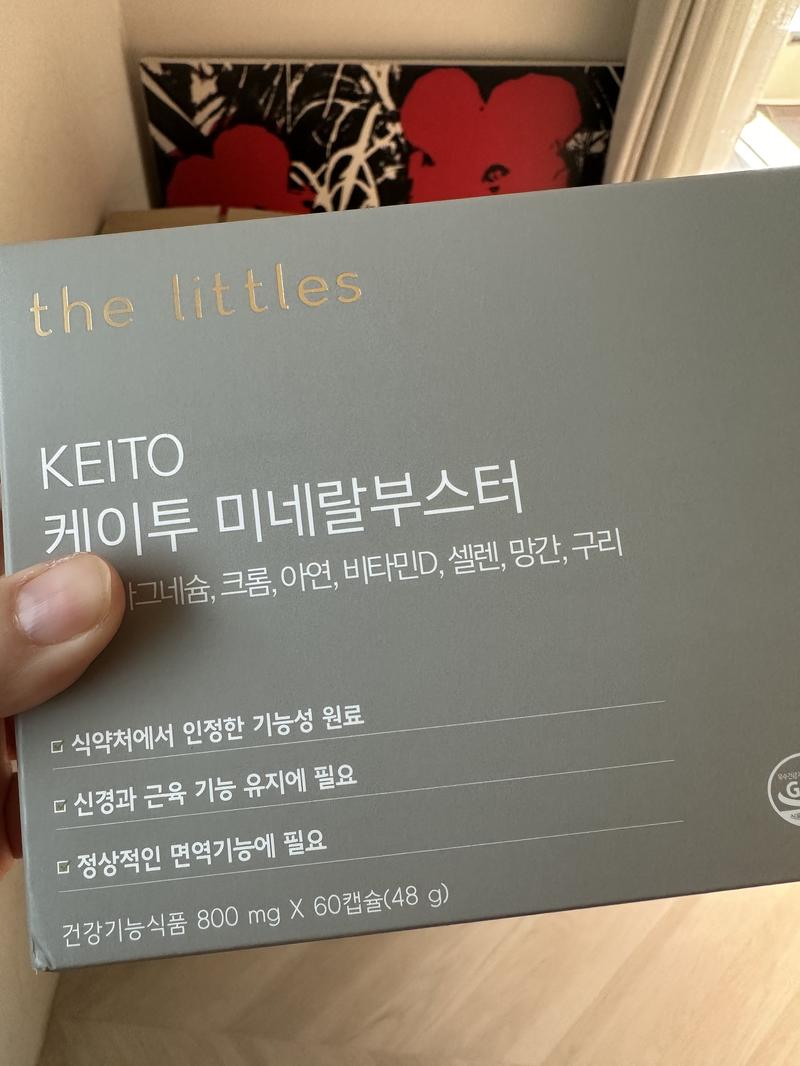 the littles
KEITO
케이투 미네랄부스터
마그네슘, 크롬, 아연, 비타민D, 셀렌, 망간, 구리
식약처에서 인정한 기능성 원료
신경과 근육 기능 유지에 필요
정상적인 면역기능에 필요
건강기능식품 800 mg X 60캡슐(48 g)